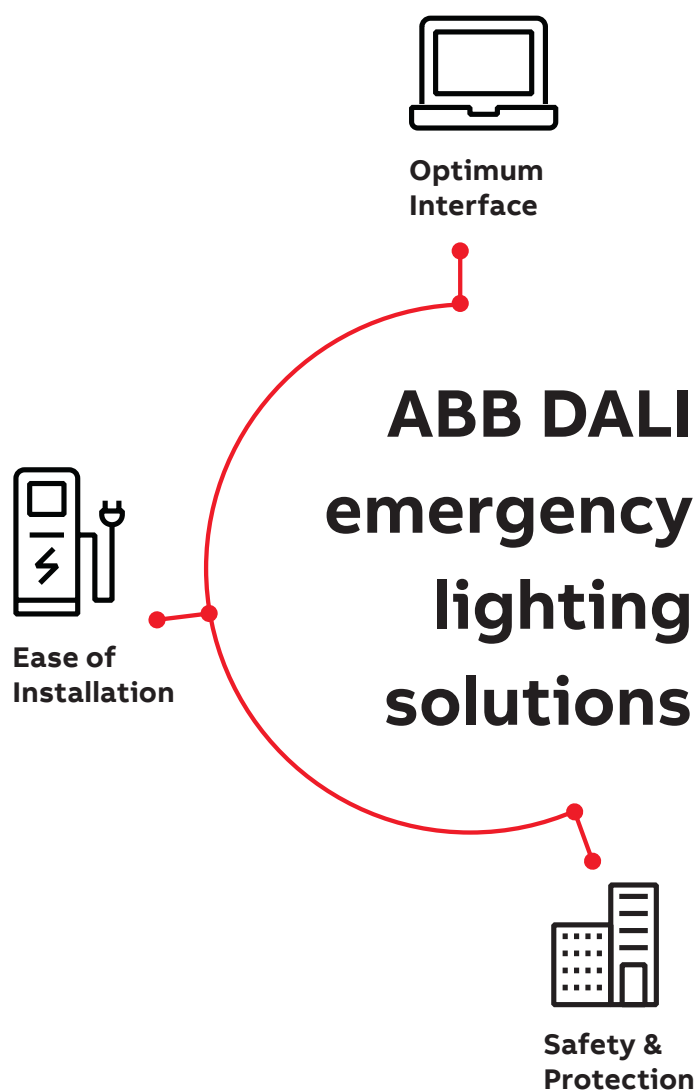 Optimum
Interface
ABB DALI
emergency
lighting
solutions
Ease of
Installation
Safety &
Protection